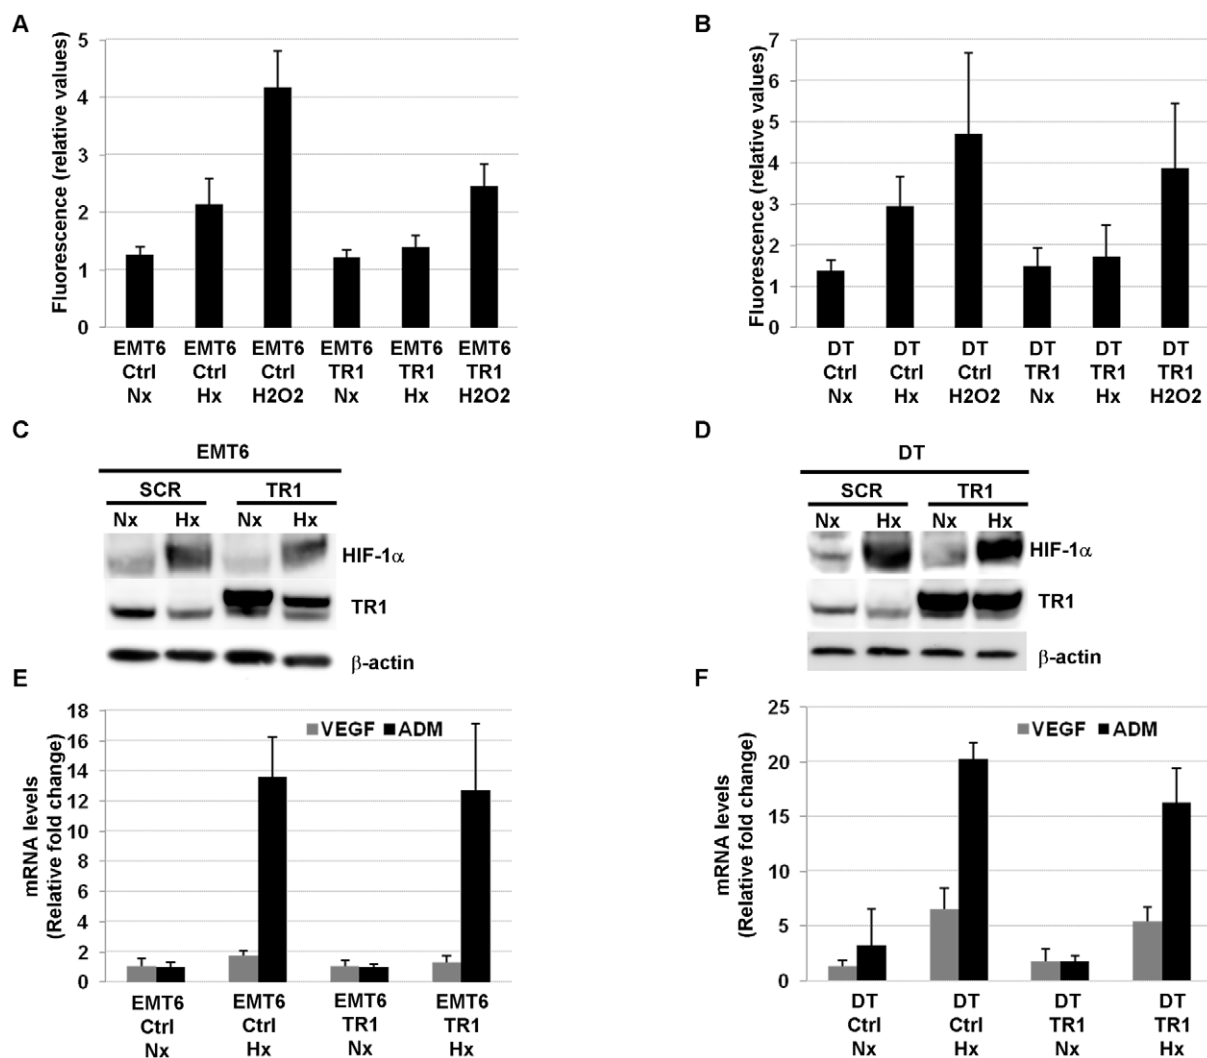 A
Fluorescence (relative values)
5
4
3
2
1
0
EMT6 EMT6 EMT6 EMT6 EMT6 EMT6
Ctrl Ctrl Ctrl TR1 TR1 TR1
Nx Hx H2O2 Nx Hx H2O2
B
Fluorescence (relative values)
7
6
5
4
3
2
1
0
DT DT DT DT DT DT
Ctrl Ctrl Ctrl TR1 TR1 TR1
Nx Hx H2O2 Nx Hx H2O2
C
EMT6
SCR TR1
Nx Hx Nx Hx
HIF-1α
TR1
β-actin
D
DT
SCR TR1
Nx Hx Nx Hx
HIF-1α
TR1
β-actin
E
mRNA levels
(Relative fold change)
18
16
14
12
10
8
6
4
2
0
VEGF ADM
EMT6 EMT6 EMT6 EMT6
Ctrl Ctrl TR1 TR1
Nx Hx Nx Hx
F
mRNA levels
(Relative fold change)
25
20
15
10
5
0
VEGF ADM
DT DT DT DT
Ctrl Ctrl TR1 TR1
Nx Hx Nx Hx